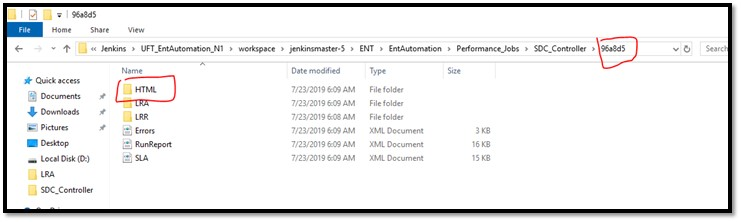 96a8d5
File Home Share View
« Jenkins › UFT_EntAutomation_N1 › workspace › jenkinsmaster-5 › ENT › EntAutomation › Performance_Jobs › SDC_Controller › 96a8d5
Search
Name Date modified Type Size
Quick access
Documents
Downloads
Pictures
Desktop
Local Disk (D:)
LRA
SDC_Controller
HTML 7/23/2019 6:09 AM File folder
LRA 7/23/2019 6:09 AM File folder
LRR 7/23/2019 6:08 AM File folder
Errors 7/23/2019 6:09 AM XML Document 3 KB
RunReport 7/23/2019 6:09 AM XML Document 16 KB
SLA 7/23/2019 6:09 AM XML Document 15 KB